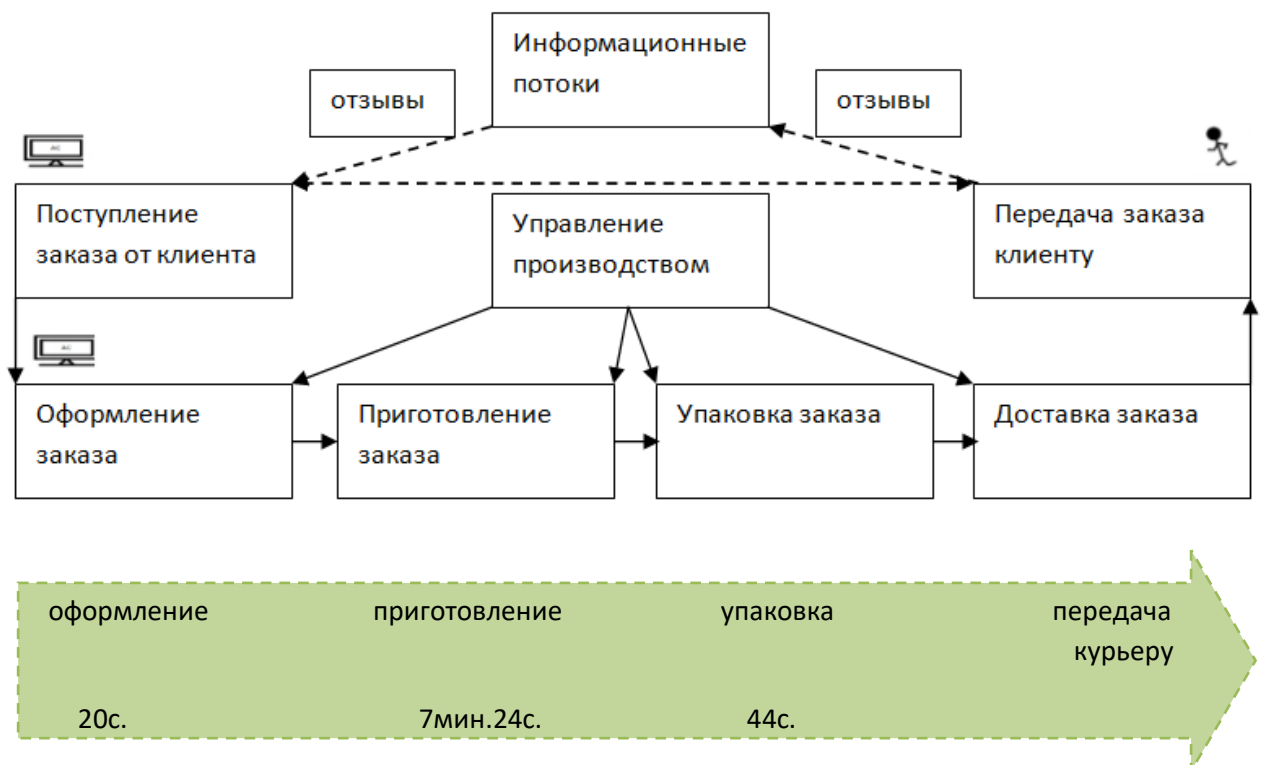 Информационные
потоки
отзывы
отзывы
Поступление
заказа от клиента
Управление
производством
Передача заказа
клиенту
Оформление
заказа
Приготовление
заказа
Упаковка заказа
Доставка заказа
оформление
приготовление
упаковка
передача
курьеру
20с.
7мин.24с.
44с.